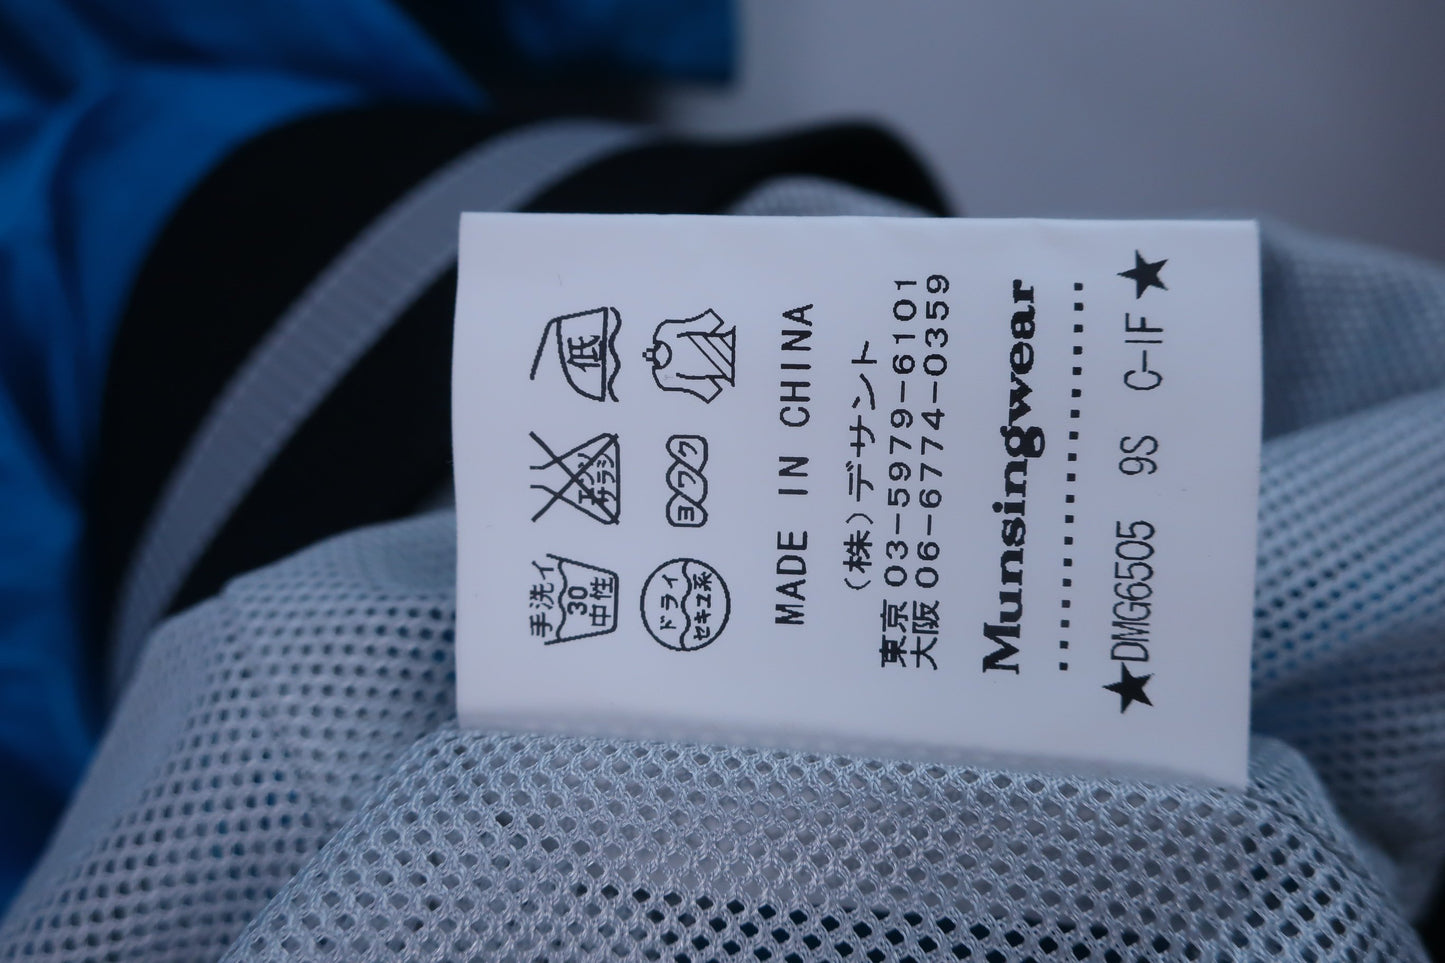 手洗イ
30
中性
エンソ
サラシ
低
ドライ
セキユ系
ヨワク
MADE IN CHINA
(株)デサント
東京 03-5979-6101
大阪 06-6774-0359
Munsingwear
★DMG6505 9S C-IF★